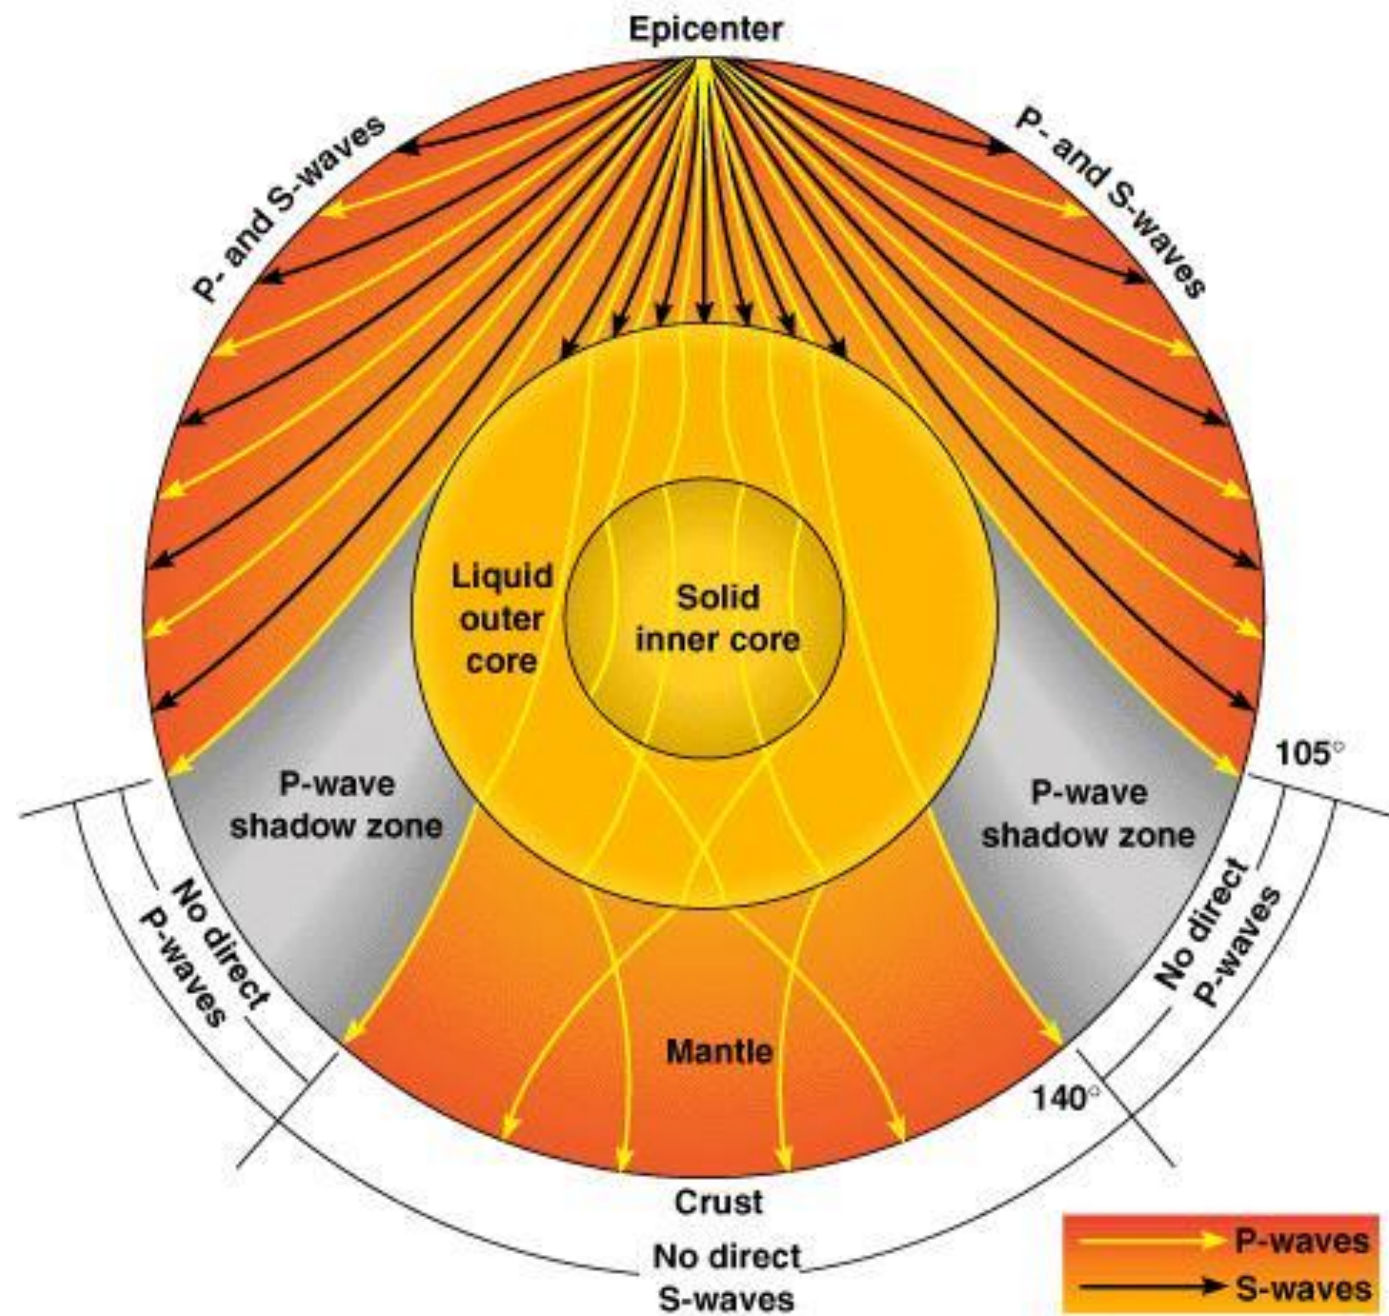 Epicenter
P- and S-waves
P- and S-waves
Liquid
outer
core
Solid
inner core
105°
P-wave
shadow zone
P-wave
shadow zone
No direct
P-waves
No direct
P-waves
Mantle
140°
Crust
No direct
S-waves
P-waves
S-waves